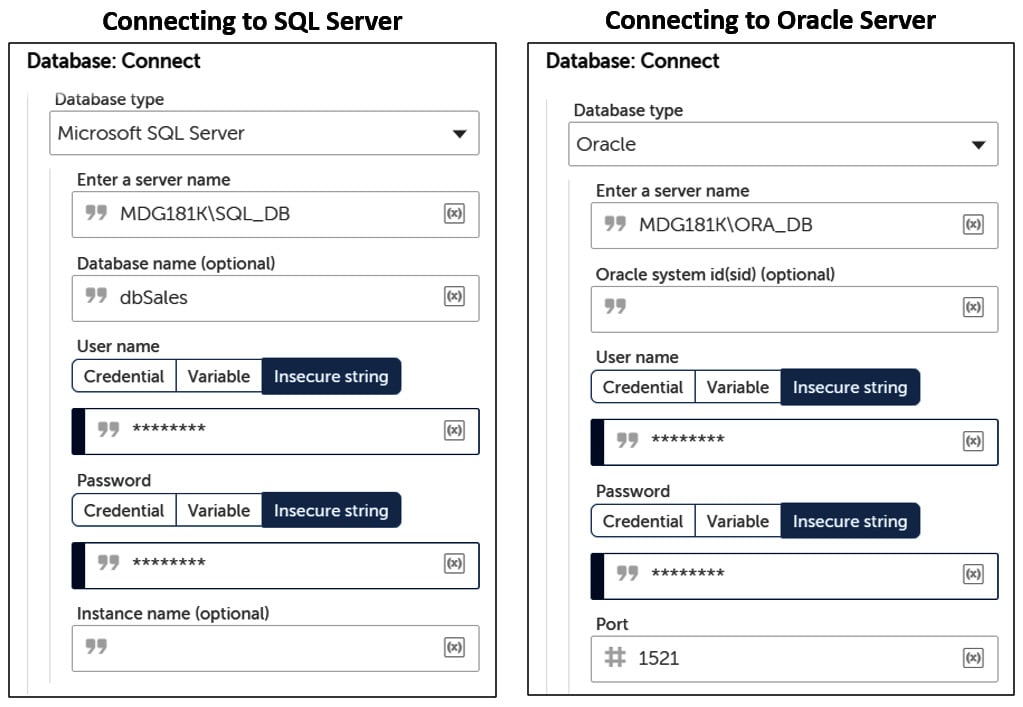 Connecting to SQL Server
Database: Connect
Database type
Microsoft SQL Server
Enter a server name
MDG181K\SQL_DB
Database name (optional)
dbSales
User name
Credential Variable Insecure string
********
Password
Credential Variable Insecure string
********
Instance name (optional)
Connecting to Oracle Server
Database: Connect
Database type
Oracle
Enter a server name
MDG181K\ORA_DB
Oracle system id(sid) (optional)
User name
Credential Variable Insecure string
********
Password
Credential Variable Insecure string
********
Port
1521